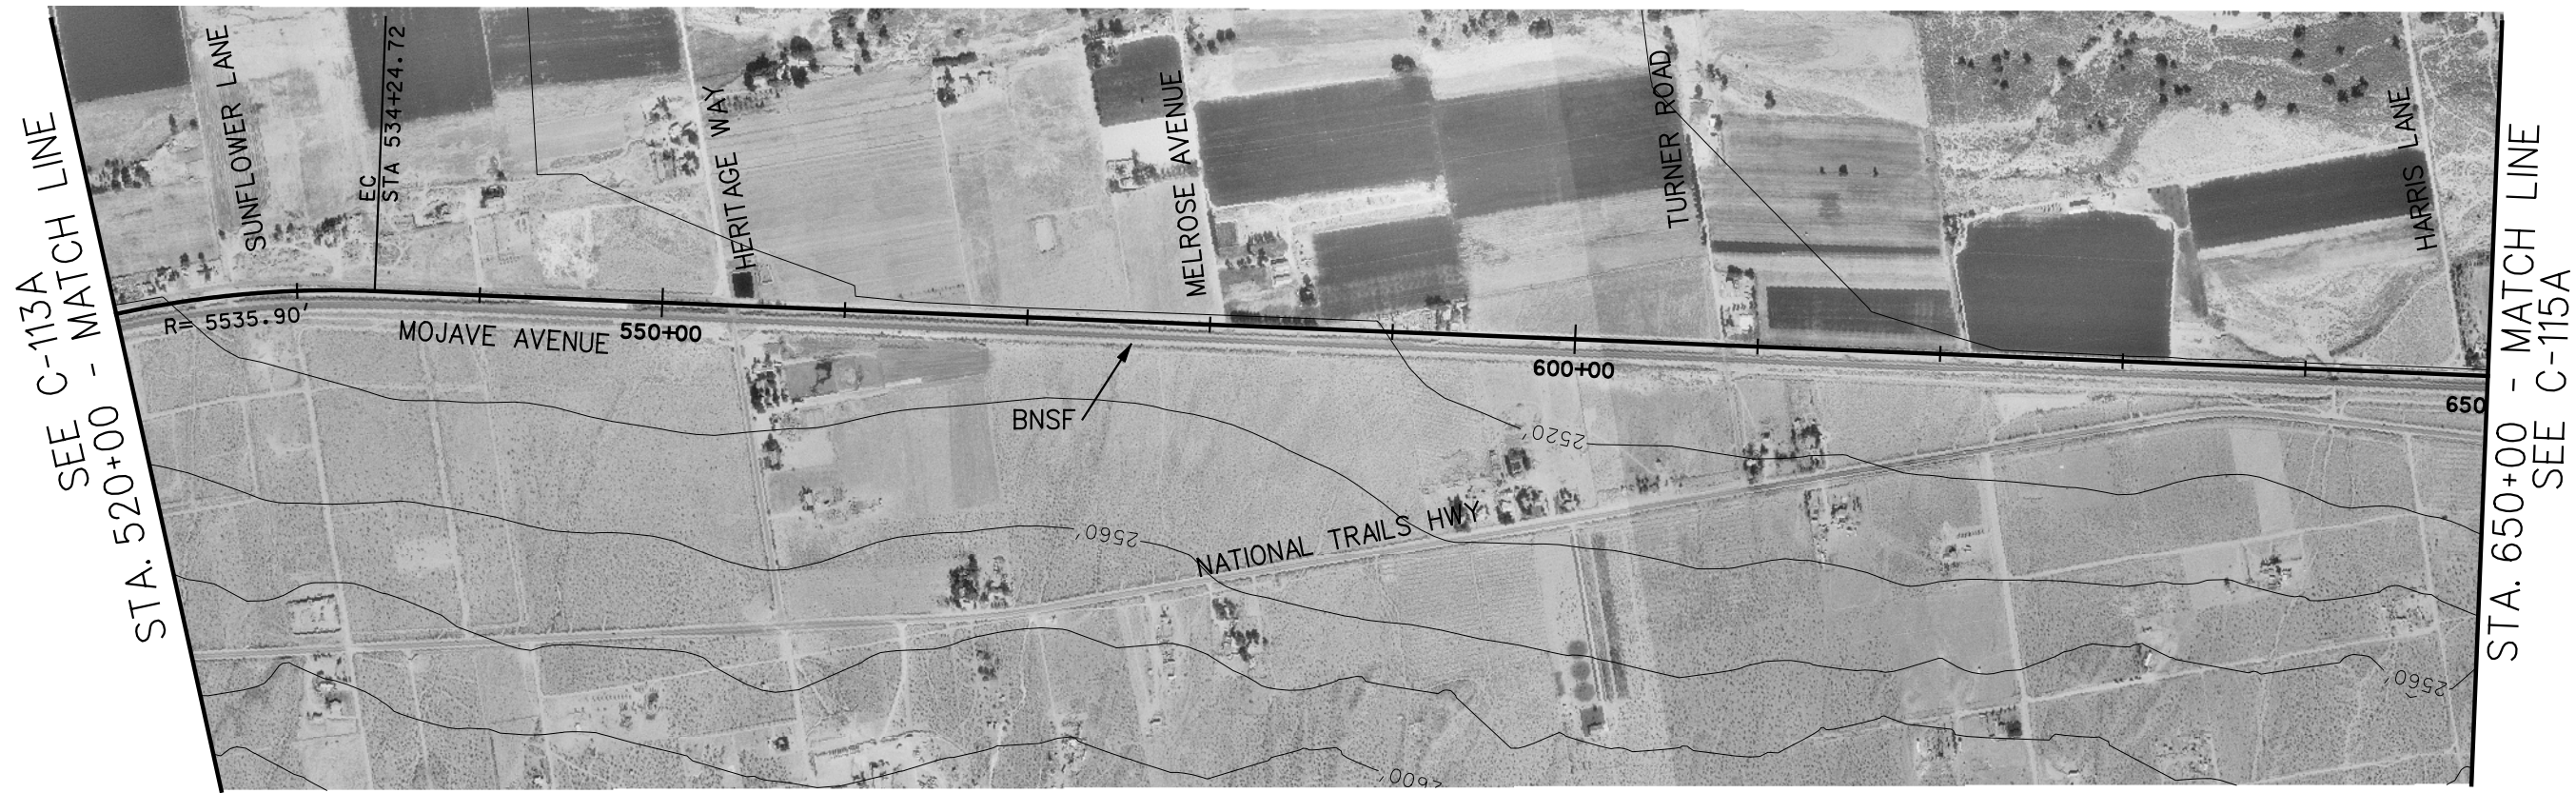 SEE C-113A
STA. 520+00 - MATCH LINE
SUNFLOWER LANE
EC
STA 534+24.72
HERITAGE WAY
MELROSE AVENUE
TURNER ROAD
HARRIS LANE
R= 5535.90'
MOJAVE AVENUE
550+00
BNSF
600+00
650
2520'
2560'
NATIONAL TRAILS HWY
2560'
2600'
STA. 650+00 - MATCH LINE
SEE C-115A